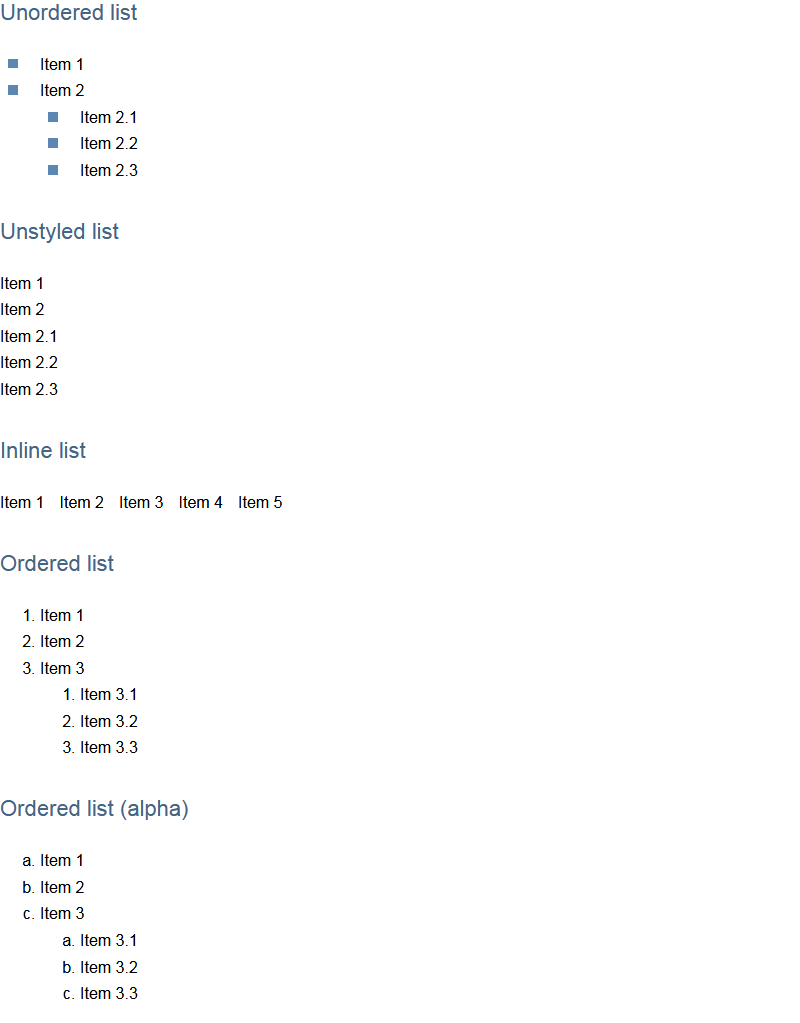 Unordered list
Item 1
Item 2
Item 2.1
Item 2.2
Item 2.3
Unstyled list
Item 1
Item 2
Item 2.1
Item 2.2
Item 2.3
Inline list
Item 1 Item 2 Item 3 Item 4 Item 5
Ordered list
1. Item 1
2. Item 2
3. Item 3
1. Item 3.1
2. Item 3.2
3. Item 3.3
Ordered list (alpha)
a. Item 1
b. Item 2
c. Item 3
a. Item 3.1
b. Item 3.2
c. Item 3.3